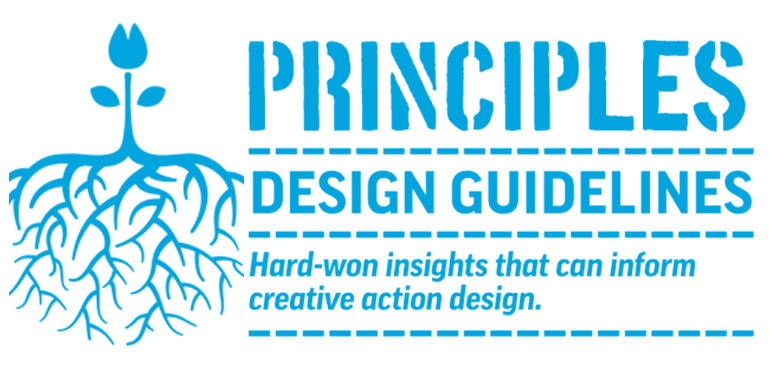 PRINCIPLES
DESIGN GUIDELINES
Hard-won insights that can inform
creative action design.